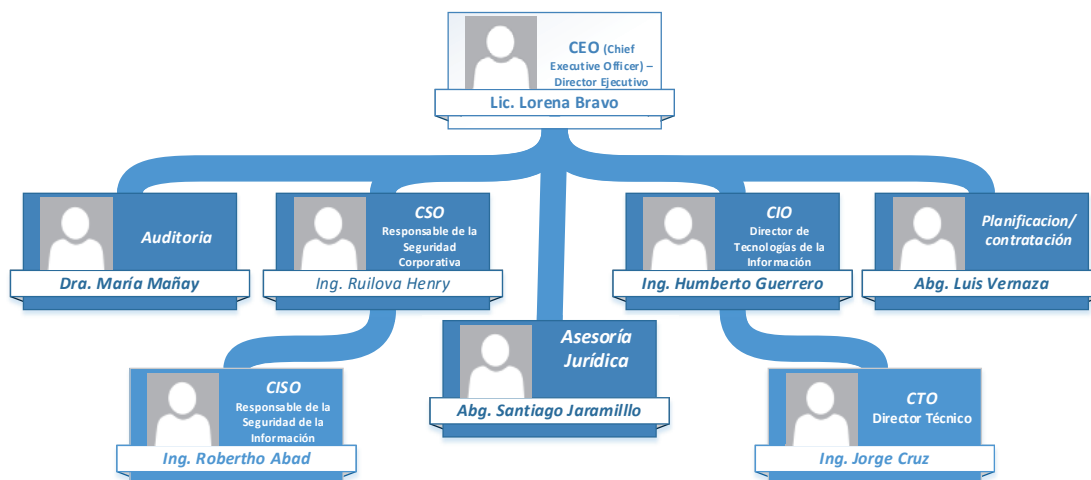 CEO (Chief
Executive Officer) –
Director Ejecutivo
Lic. Lorena Bravo
Auditoria
Dra. María Mañay
CSO
Responsable de la
Seguridad
Corporativa
Ing. Ruilova Henry
CIO
Director de
Tecnologías de la
Información
Ing. Humberto Guerrero
Planificacion/
contratación
Abg. Luis Vernaza
Asesoría
Jurídica
Abg. Santiago Jaramilllo
CISO
Responsable de la
Seguridad de la
Información
Ing. Robertho Abad
CTO
Director Técnico
Ing. Jorge Cruz